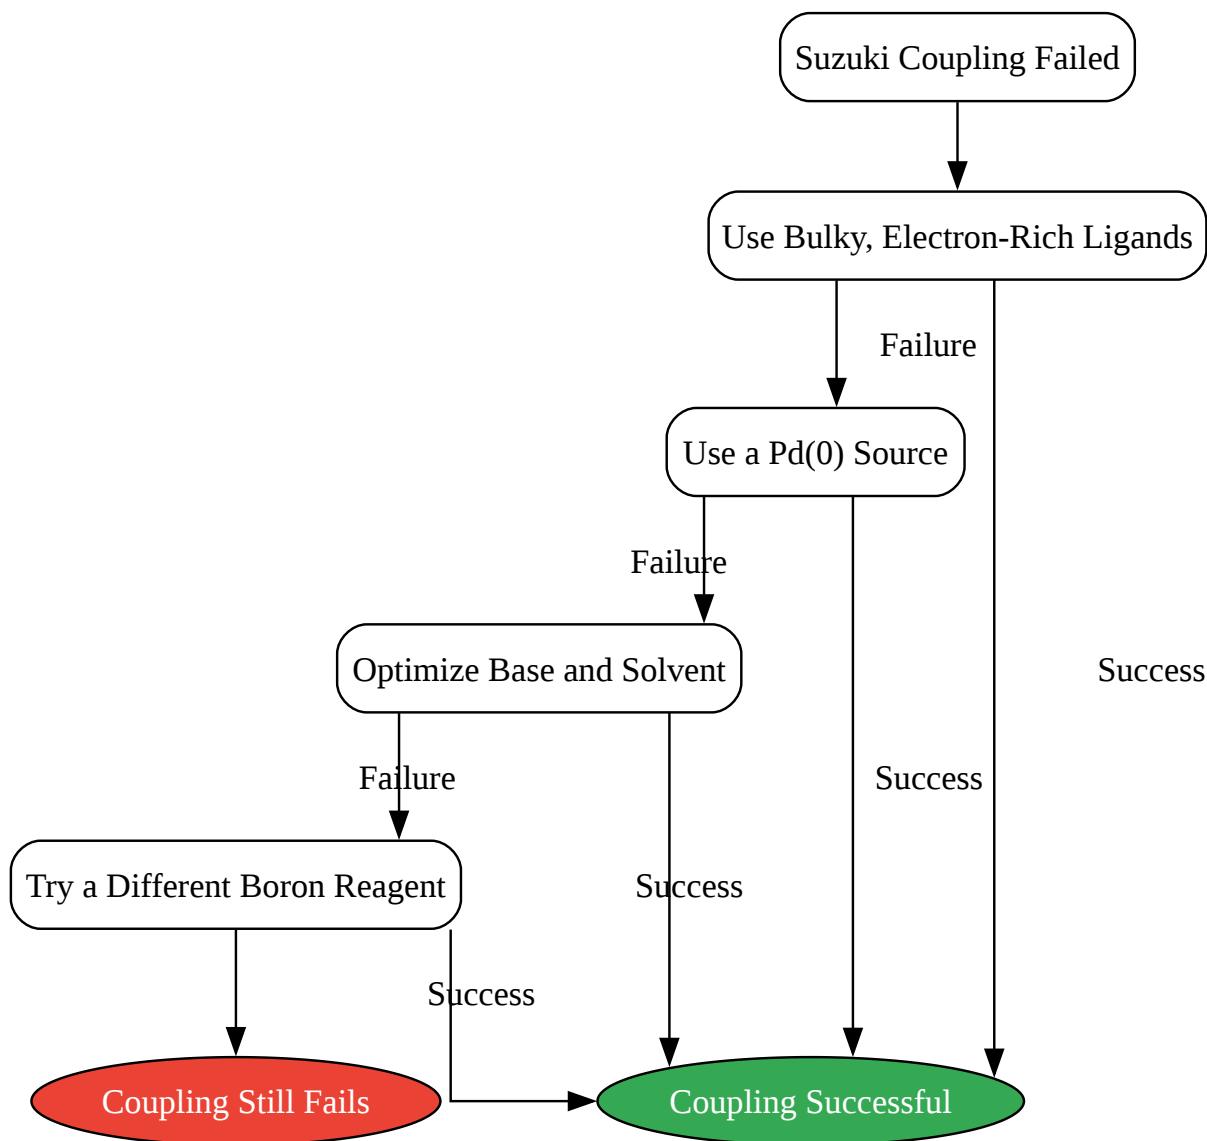 Suzuki Coupling Failed
Use Bulky, Electron-Rich Ligands
Failure
Use a Pd(0) Source
Failure
Optimize Base and Solvent
Success
Failure
Success
Try a Different Boron Reagent
Success
Success
Coupling Still Fails
Coupling Successful